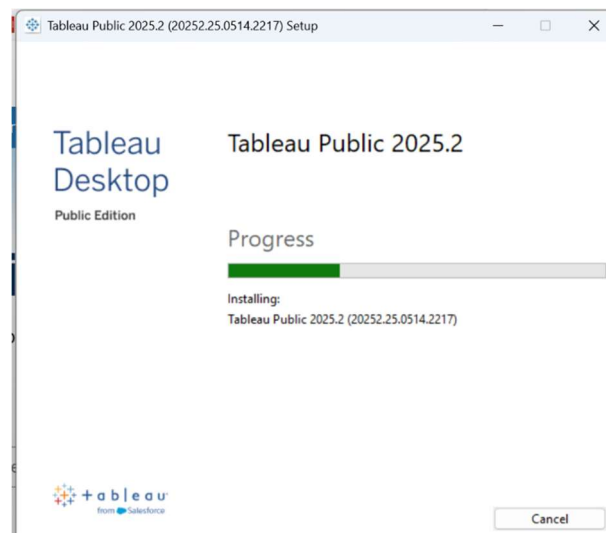 Tableau Public 2025.2 (20252.25.0514.2217) Setup
Tableau
Desktop
Public Edition
Tableau Public 2025.2
Progress
Installing:
Tableau Public 2025.2 (20252.25.0514.2217)
+ableau
from Salesforce
Cancel